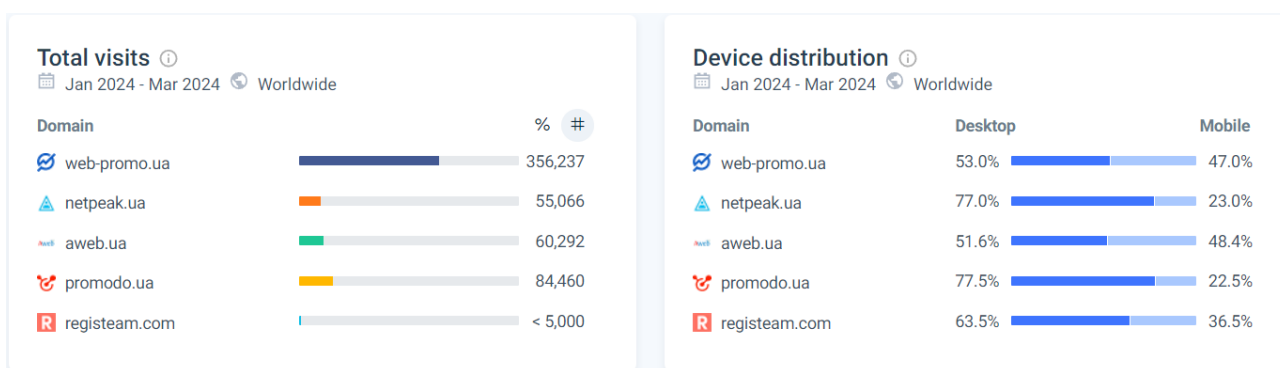 Total visits
Jan 2024 - Mar 2024 Worldwide
Domain % #
web-promo.ua 356,237
netpeak.ua 55,066
aweb.ua 60,292
promodo.ua 84,460
R registeam.com < 5,000
Device distribution
Jan 2024 - Mar 2024 Worldwide
Domain Desktop Mobile
web-promo.ua 53.0% 47.0%
netpeak.ua 77.0% 23.0%
Aweb aweb.ua 51.6% 48.4%
promodo.ua 77.5% 22.5%
R registeam.com 63.5% 36.5%